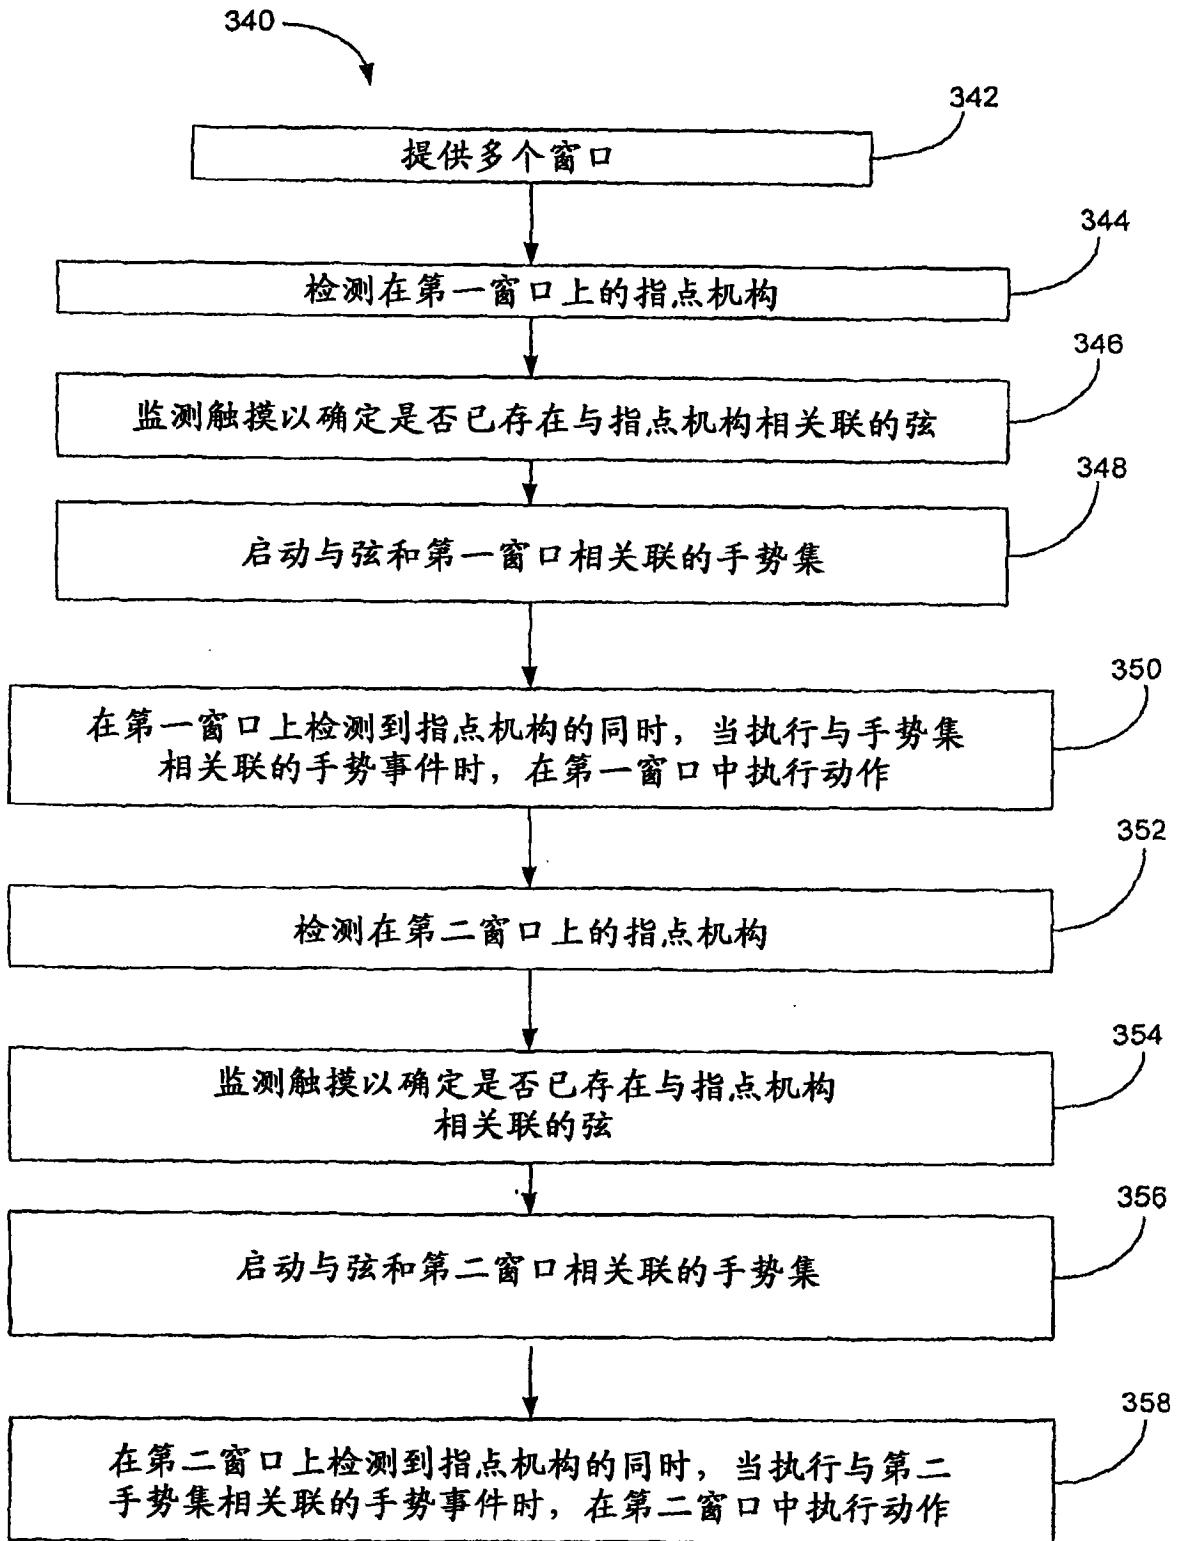 340
342
提供多个窗口
344
检测在第一窗口上的指点机构
346
监测触摸以确定是否已存在与指点机构相关联的弦
348
启动与弦和第一窗口相关联的手势集
350
在第一窗口上检测到指点机构的同时，当执行与手势集
相关联的手势事件时，在第一窗口中执行动作
352
检测在第二窗口上的指点机构
354
监测触摸以确定是否已存在与指点机构
相关联的弦
356
启动与弦和第二窗口相关联的手势集
358
在第二窗口上检测到指点机构的同时，当执行与第二
手势集相关联的手势事件时，在第二窗口中执行动作